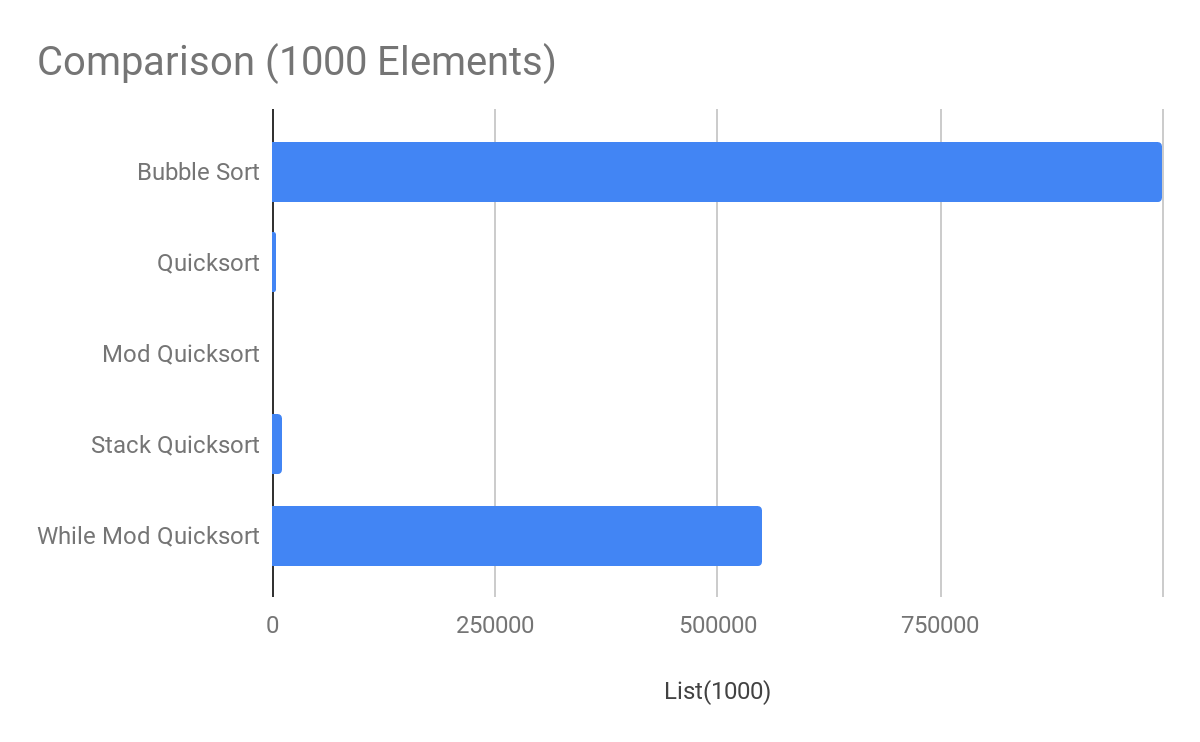 Comparison (1000 Elements)
Bubble Sort
Quicksort
Mod Quicksort
Stack Quicksort
While Mod Quicksort
0 250000 500000 750000
List(1000)